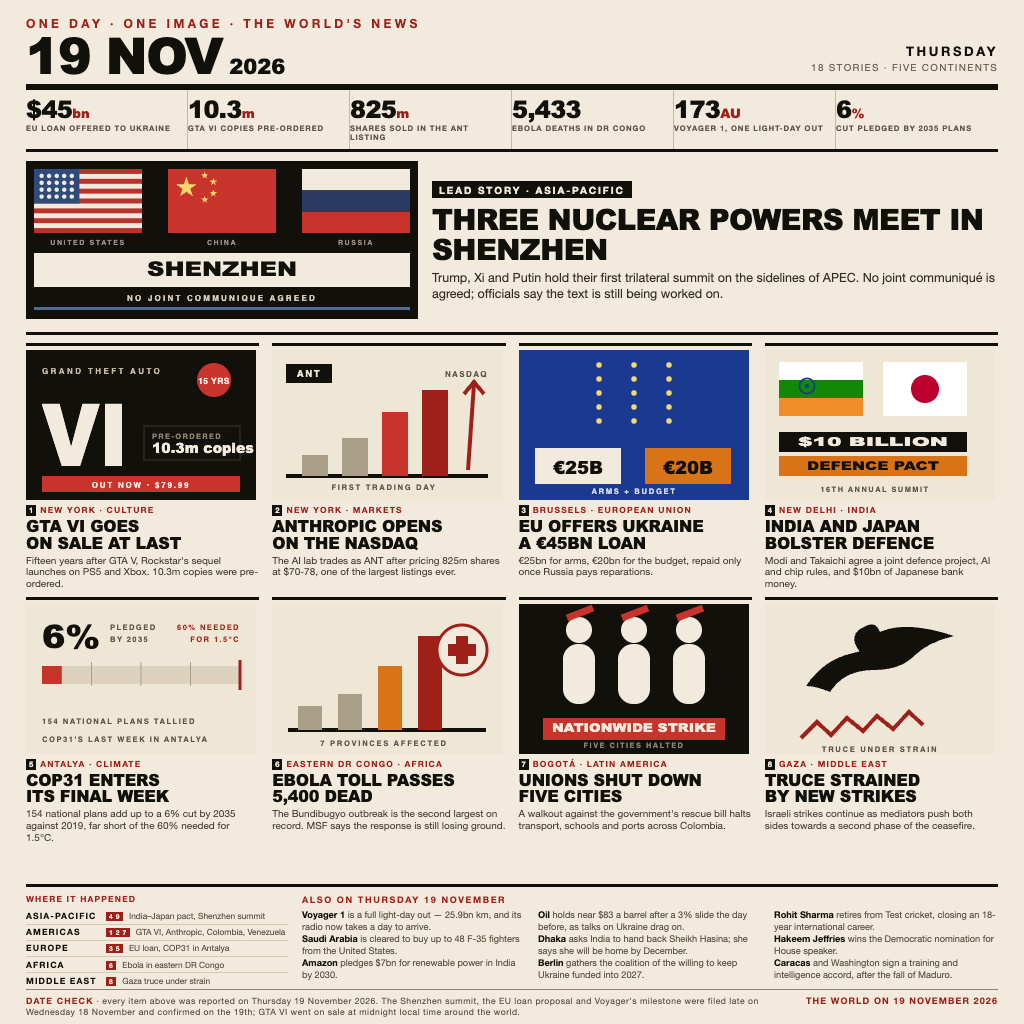 ONE DAY · ONE IMAGE · THE WORLD'S NEWS
19 NOV 2026
THURSDAY
18 STORIES · FIVE CONTINENTS
$45bn
EU LOAN OFFERED TO UKRAINE
10.3m
GTA VI COPIES PRE-ORDERED
825m
SHARES SOLD IN THE ANT
LISTING
5,433
EBOLA DEATHS IN DR CONGO
173AU
VOYAGER 1, ONE LIGHT-DAY OUT
6%
CUT PLEDGED BY 2035 PLANS
UNITED STATES
CHINA
RUSSIA
SHENZHEN
NO JOINT COMMUNIQUE AGREED
LEAD STORY · ASIA-PACIFIC
THREE NUCLEAR POWERS MEET IN
SHENZHEN
Trump, Xi and Putin hold their first trilateral summit on the sidelines of APEC. No joint communiqué is
agreed; officials say the text is still being worked on.
GRAND THEFT AUTO
15 YRS
VI
PRE-ORDERED
10.3m copies
OUT NOW · $79.99
1 NEW YORK · CULTURE
GTA VI GOES
ON SALE AT LAST
Fifteen years after GTA V, Rockstar's sequel
launches on PS5 and Xbox. 10.3m copies were pre-
ordered.
ANT
NASDAQ
FIRST TRADING DAY
2 NEW YORK · MARKETS
ANTHROPIC OPENS
ON THE NASDAQ
The AI lab trades as ANT after pricing 825m shares
at $70-78, one of the largest listings ever.
€25B
€20B
ARMS + BUDGET
3 BRUSSELS · EUROPEAN UNION
EU OFFERS UKRAINE
A €45BN LOAN
€25bn for arms, €20bn for the budget, repaid only
once Russia pays reparations.
$10 BILLION
DEFENCE PACT
16TH ANNUAL SUMMIT
4 NEW DELHI · INDIA
INDIA AND JAPAN
BOLSTER DEFENCE
Modi and Takaichi agree a joint defence project, AI
and chip rules, and $10bn of Japanese bank
money.
6%
PLEDGED
BY 2035
60% NEEDED
FOR 1.5°C
154 NATIONAL PLANS TALLIED
COP31'S LAST WEEK IN ANTALYA
5 ANTALYA · CLIMATE
COP31 ENTERS
ITS FINAL WEEK
154 national plans add up to a 6% cut by 2035
against 2019, far short of the 60% needed for
1.5°C.
7 PROVINCES AFFECTED
6 EASTERN DR CONGO · AFRICA
EBOLA TOLL PASSES
5,400 DEAD
The Bundibugyo outbreak is the second largest on
record. MSF says the response is still losing ground.
NATIONWIDE STRIKE
FIVE CITIES HALTED
7 BOGOTÁ · LATIN AMERICA
UNIONS SHUT DOWN
FIVE CITIES
A walkout against the government's rescue bill halts
transport, schools and ports across Colombia.
TRUCE UNDER STRAIN
8 GAZA · MIDDLE EAST
TRUCE STRAINED
BY NEW STRIKES
Israeli strikes continue as mediators push both
sides towards a second phase of the ceasefire.
WHERE IT HAPPENED
ASIA-PACIFIC 4 9 India–Japan pact, Shenzhen summit
AMERICAS 1 2 7 GTA VI, Anthropic, Colombia, Venezuela
EUROPE 3 5 EU loan, COP31 in Antalya
AFRICA 6 Ebola in eastern DR Congo
MIDDLE EAST 8 Gaza truce under strain
ALSO ON THURSDAY 19 NOVEMBER
Voyager 1 is a full light-day out — 25.9bn km, and its
radio now takes a day to arrive.
Saudi Arabia is cleared to buy up to 48 F-35 fighters
from the United States.
Amazon pledges $7bn for renewable power in India
by 2030.
Oil holds near $83 a barrel after a 3% slide the day
before, as talks on Ukraine drag on.
Dhaka asks India to hand back Sheikh Hasina; she
says she will be home by December.
Berlin gathers the coalition of the willing to keep
Ukraine funded into 2027.
Rohit Sharma retires from Test cricket, closing an 18-
year international career.
Hakeem Jeffries wins the Democratic nomination for
House speaker.
Caracas and Washington sign a training and
intelligence accord, after the fall of Maduro.
DATE CHECK · every item above was reported on Thursday 19 November 2026. The Shenzhen summit, the EU loan proposal and Voyager's milestone were filed late on
Wednesday 18 November and confirmed on the 19th; GTA VI went on sale at midnight local time around the world.
THE WORLD ON 19 NOVEMBER 2026